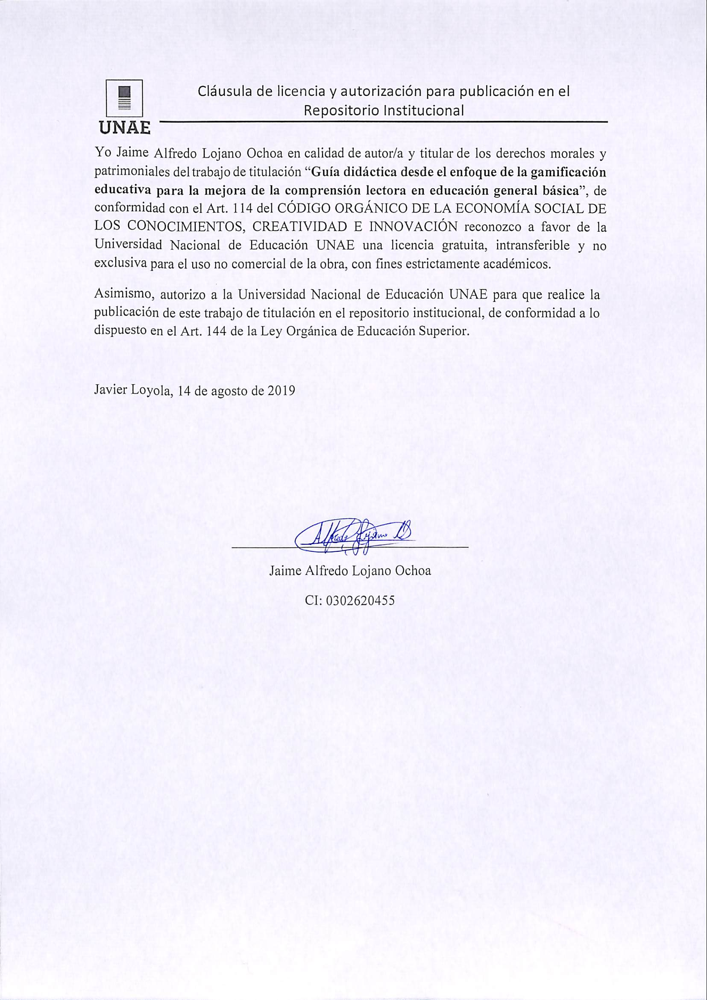 Cláusula de licencia y autorización para publicación en el
Repositorio Institucional
UNAE
Yo Jaime Alfredo Lojano Ochoa en calidad de autor/a y titular de los derechos morales y
patrimoniales del trabajo de titulación “Guía didáctica desde el enfoque de la gamificación
educativa para la mejora de la comprensión lectora en educación general básica”, de
conformidad con el Art. 114 del CÓDIGO ORGÁNICO DE LA ECONOMÍA SOCIAL DE
LOS CONOCIMIENTOS, CREATIVIDAD E INNOVACIÓN reconozco a favor de la
Universidad Nacional de Educación UNAE una licencia gratuita, intransferible y no
exclusiva para el uso no comercial de la obra, con fines estrictamente académicos.
Asimismo, autorizo a la Universidad Nacional de Educación UNAE para que realice la
publicación de este trabajo de titulación en el repositorio institucional, de conformidad a lo
dispuesto en el Art. 144 de la Ley Orgánica de Educación Superior.
Javier Loyola, 14 de agosto de 2019
Alfredo Lojano O
Jaime Alfredo Lojano Ochoa
CI: 0302620455